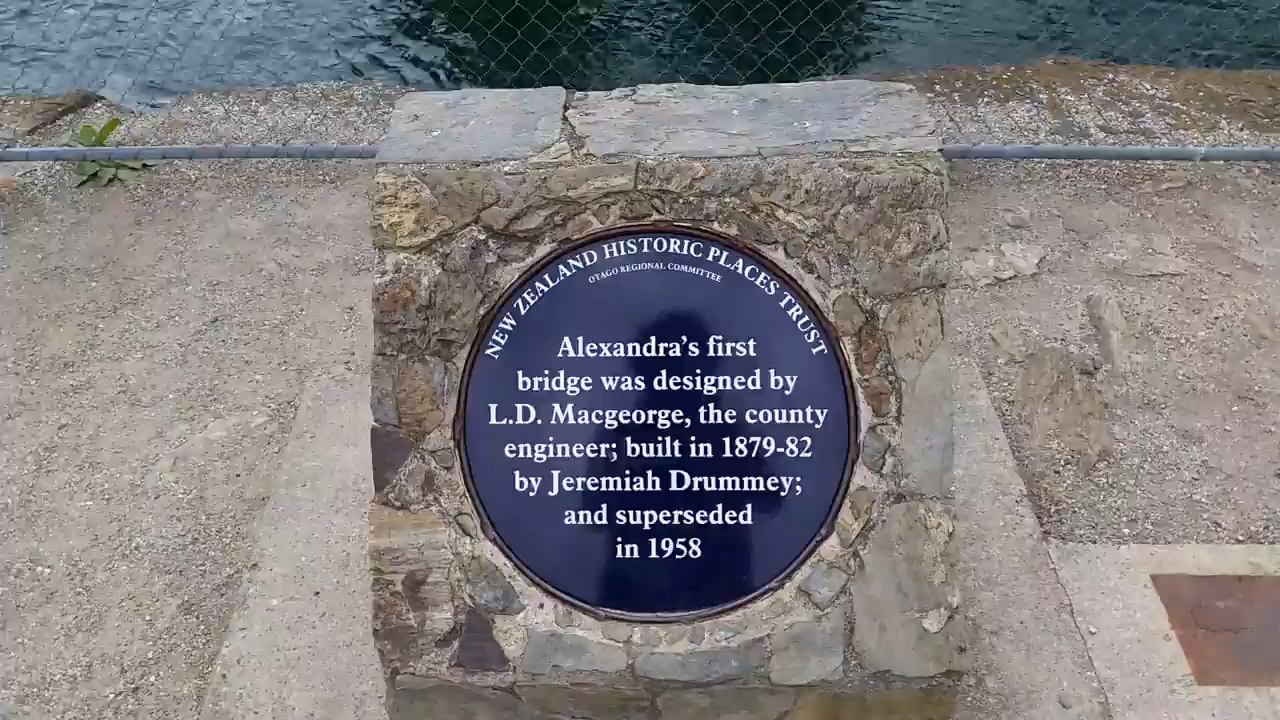 NEW ZEALAND HISTORIC PLACES TRUST
OTAGO REGIONAL COMMITTEE
Alexandra's first
bridge was designed by
L.D. Macgeorge, the county
engineer; built in 1879-82
by Jeremiah Drummey;
and superseded
in 1958